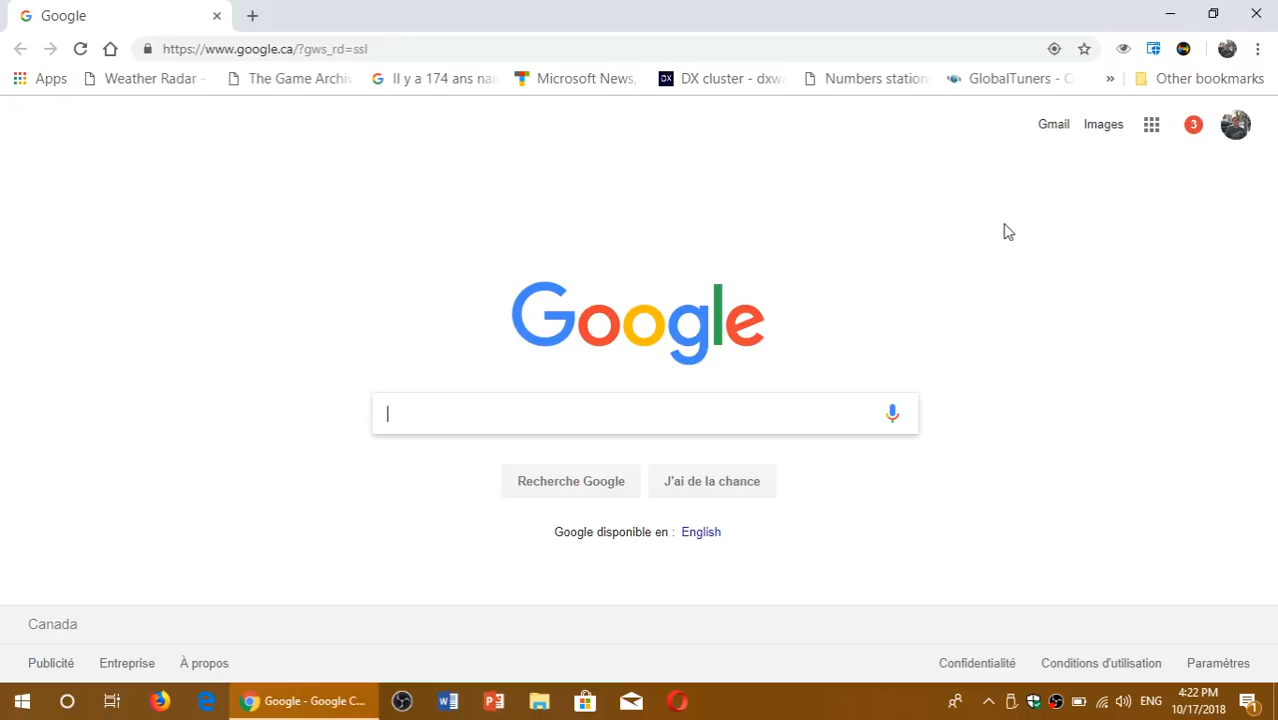 Google
https://www.google.ca/?gws_rd=ssl
Apps Weather Radar - The Game Archiv Il y a 174 ans nai Microsoft News, DX cluster - dxwa Numbers station GlobalTuners - O » Other bookmarks
Gmail Images 3
Google
Recherche Google J'ai de la chance
Google disponible en : English
Canada
Publicité Entreprise À propos Confidentialité Conditions d'utilisation Paramètres
Google - Google C... ENG 4:22 PM
10/17/2018 1